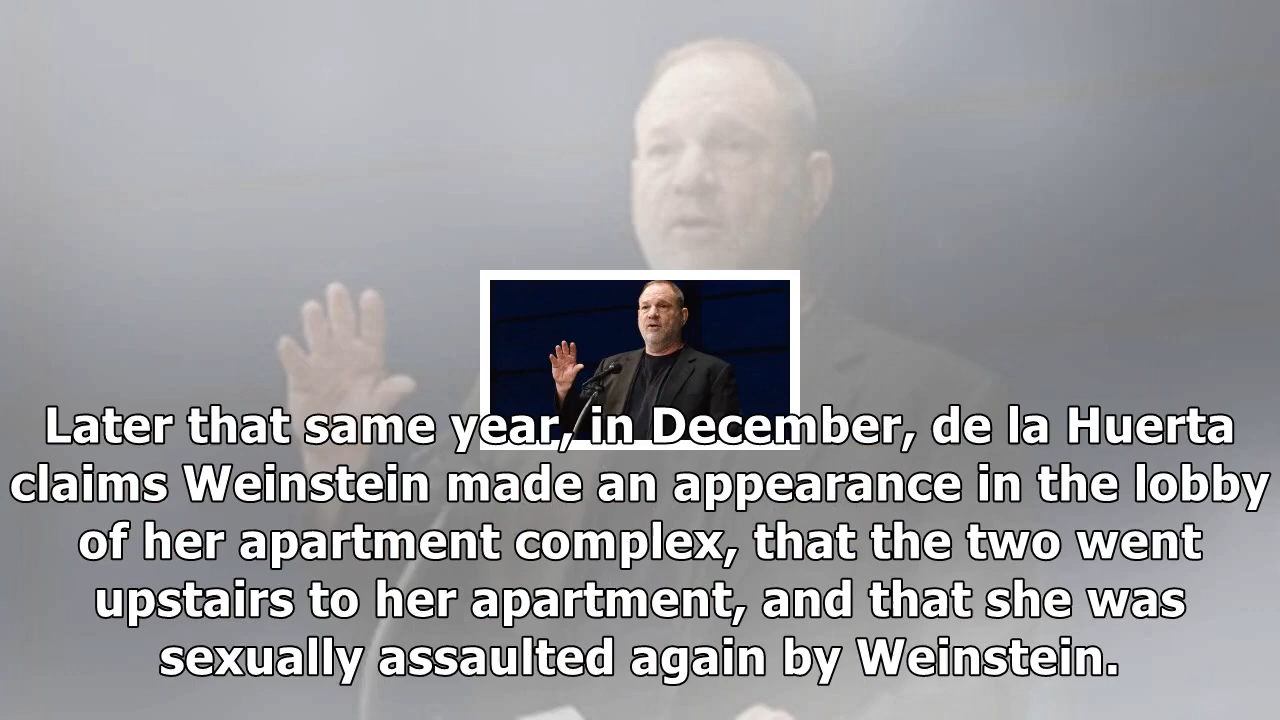 Later that same year, in December, de la Huerta
claims Weinstein made an appearance in the lobby
of her apartment complex, that the two went
upstairs to her apartment, and that she was
sexually assaulted again by Weinstein.